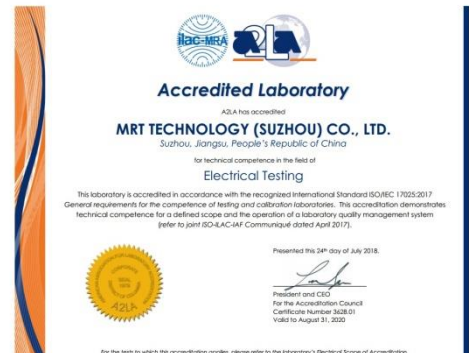 ilac-MRA
A2LA
Accredited Laboratory
A2LA has accredited
MRT TECHNOLOGY (SUZHOU) CO., LTD.
Suzhou, Jiangsu, People's Republic of China
for technical competence in the field of
Electrical Testing
This laboratory is accredited in accordance with the recognized International Standard ISO/IEC 17025:2017
General requirements for the competence of testing and calibration laboratories. This accreditation demonstrates
technical competence for a defined scope and the operation of a laboratory quality management system
(refer to joint ISO-ILAC-IAF Communiqué dated April 2017).
Presented this 24th day of July 2018.
President and CEO
For the Accreditation Council
Certificate Number 3628.01
Valid to August 31, 2020
SEAL
1978
A2LA
For the tests to which this accreditation applies, please refer to the laboratory's Electrical Scope of Accreditation.